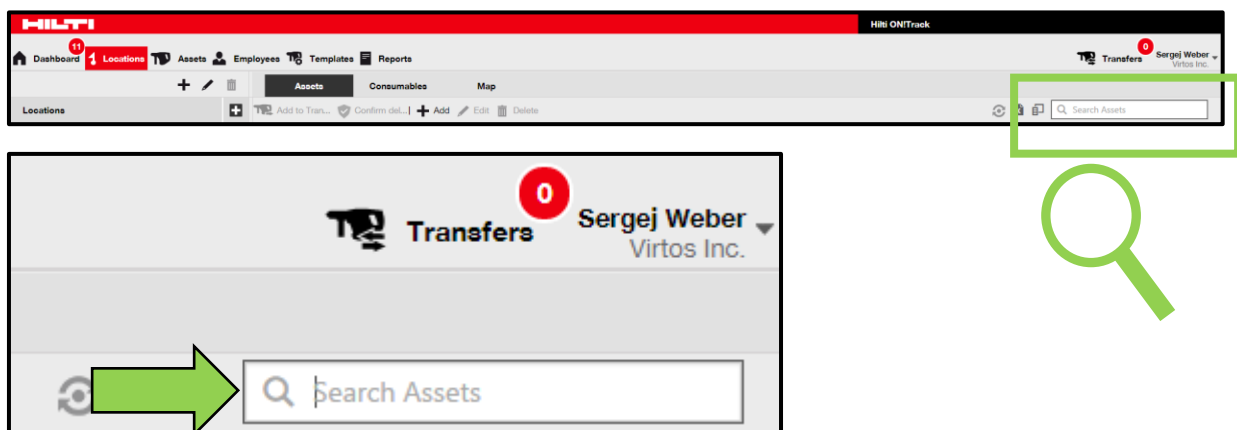 HILTI
Hilti ON!Track
11
0
Dashboard Locations Assets Employees Templates Reports
Transfers Sergej Weber
Virtos Inc.
Assets Consumables Map
Locations Add to Tran... Confirm del...| Add Edit Delete Search Assets
0
Transfers Sergej Weber
Virtos Inc.
Search Assets